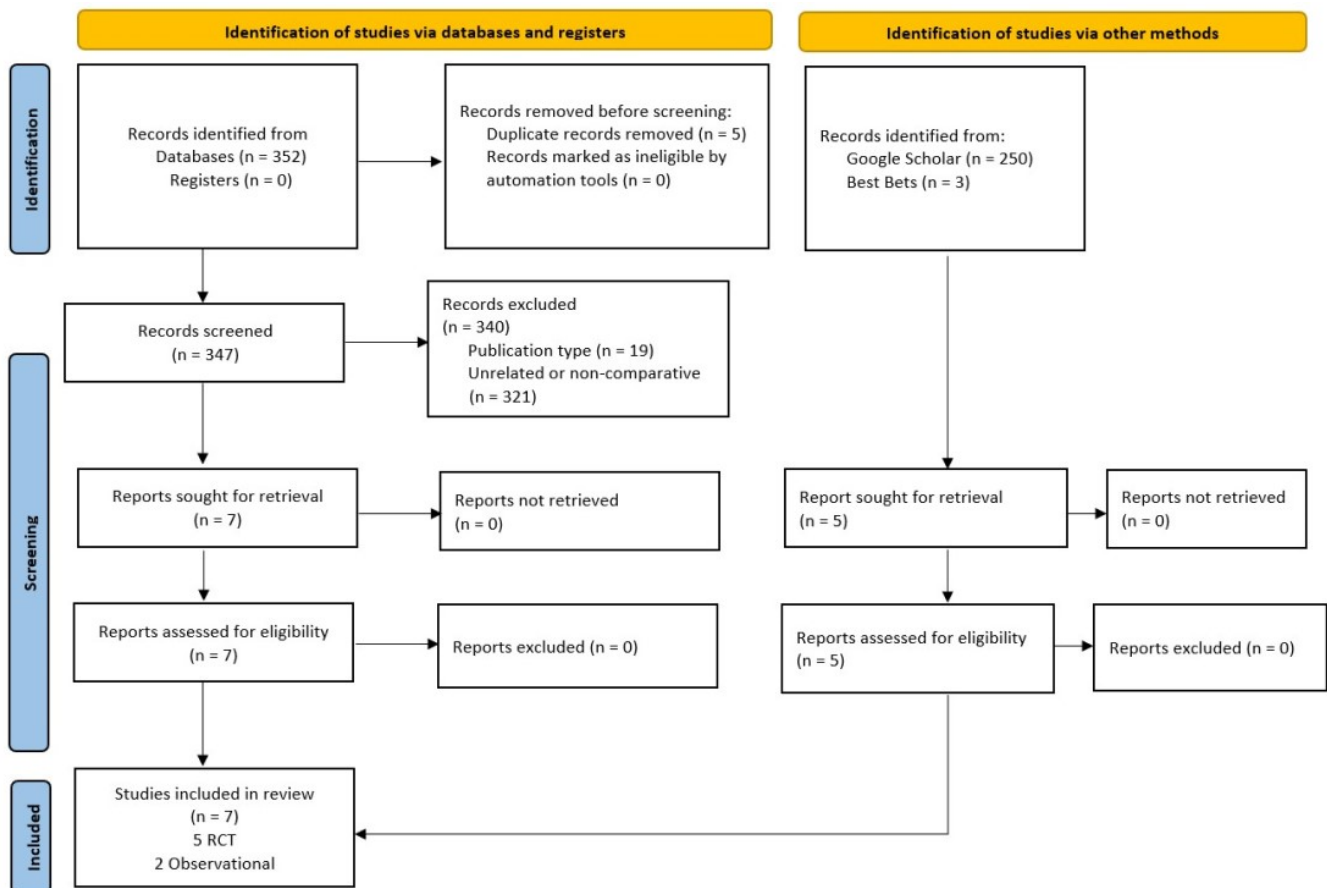 Identification of studies via databases and registers
Identification of studies via other methods
Identification
Records identified from
Databases (n = 352)
Registers (n = 0)
Records removed before screening:
Duplicate records removed (n = 5)
Records marked as ineligible by
automation tools (n = 0)
Records identified from:
Google Scholar (n = 250)
Best Bets (n = 3)
Screening
Records screened
(n = 347)
Records excluded
(n = 340)
Publication type (n = 19)
Unrelated or non-comparative
(n = 321)
Reports sought for retrieval
(n = 7)
Reports not retrieved
(n = 0)
Report sought for retrieval
(n = 5)
Reports not retrieved
(n = 0)
Reports assessed for eligibility
(n = 7)
Reports excluded (n = 0)
Reports assessed for eligibility
(n = 5)
Reports excluded (n = 0)
Included
Studies included in review
(n = 7)
5 RCT
2 Observational